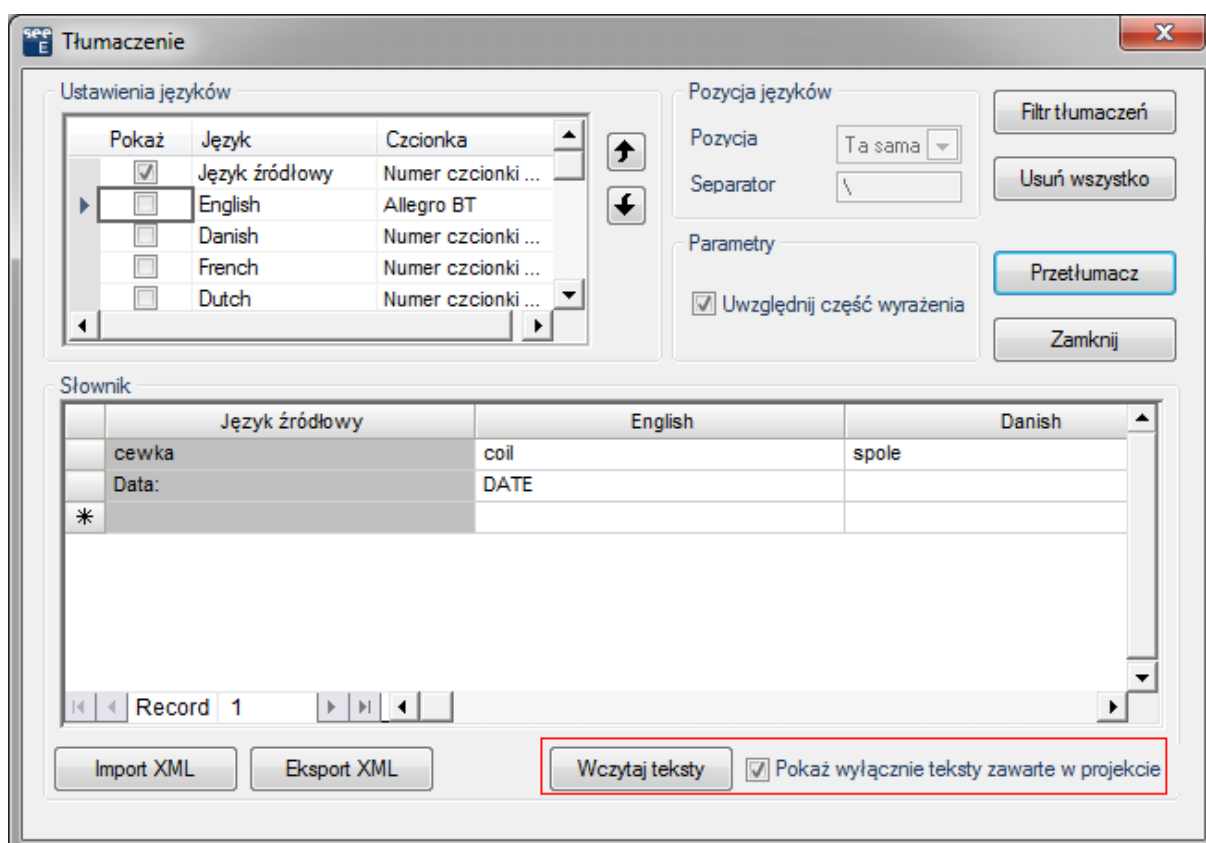 see E Tłumaczenie
Ustawienia języków
Pokaż Język Czcionka
Język źródłowy Numer czcionki ...
English Allegro BT
Danish Numer czcionki ...
French Numer czcionki ...
Dutch Numer czcionki ...
Pozycja języków
Pozycja Ta sama
Separator \
Parametry
Uwzględnij część wyrażenia
Filtr tłumaczeń
Usuń wszystko
Przetłumacz
Zamknij
Słownik
Język źródłowy English Danish
cewka coil spole
Data: DATE
Record 1
Import XML Eksport XML Wczytaj teksty Pokaż wyłącznie teksty zawarte w projekcie